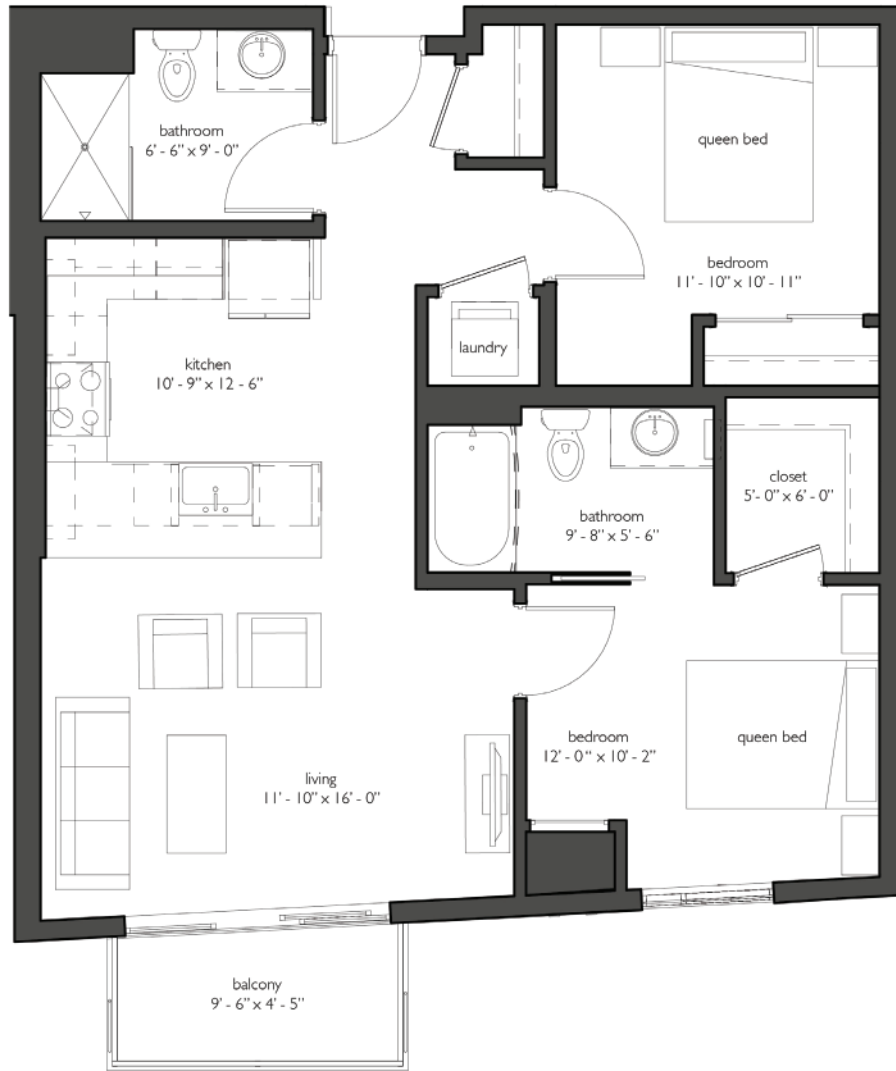 bathroom
6' - 6" x 9' - 0"
queen bed
bedroom
11' - 10" x 10' - 11"
laundry
kitchen
10' - 9" x 12 - 6"
closet
5'- 0" x 6' - 0"
bathroom
9' - 8" x 5' - 6"
bedroom
12' - 0" x 10' - 2"
queen bed
living
11' - 10" x 16' - 0"
balcony
9' - 6" x 4' - 5"